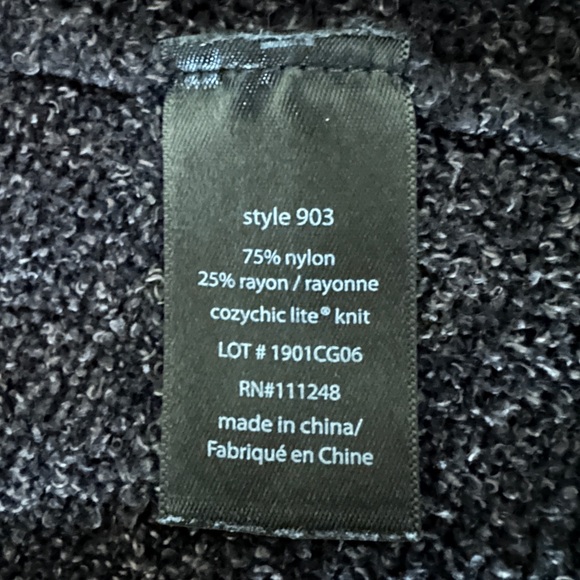 style 903
75% nylon
25% rayon / rayonne
cozychic lite® knit
LOT # 1901CG06
RN#111248
made in china/
Fabriqué en Chine